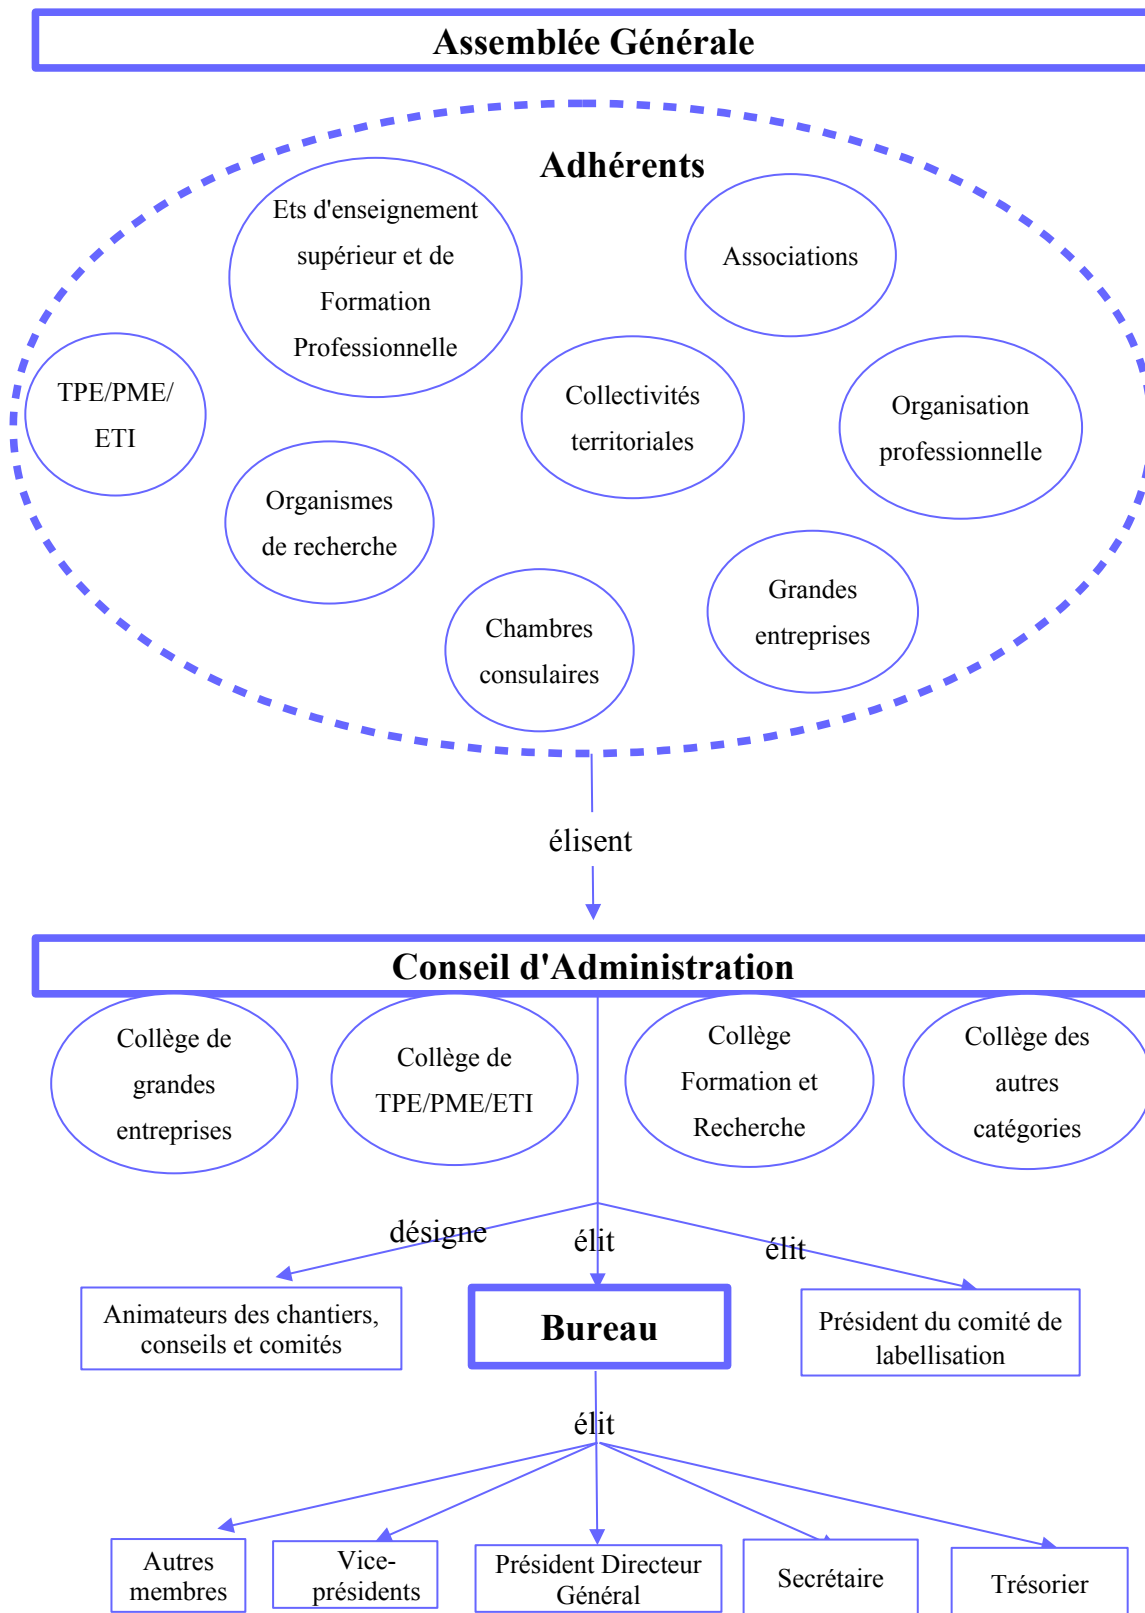 Assemblée Générale
Adhérents
Ets d'enseignement
supérieur et de
Formation
Professionnelle
Associations
TPE/PME/
ETI
Collectivités
territoriales
Organisation
professionnelle
Organismes
de recherche
Grandes
entreprises
Chambres
consulaires
élisent
Conseil d'Administration
Collège de
grandes
entreprises
Collège de
TPE/PME/ETI
Collège
Formation et
Recherche
Collège des
autres
catégories
désigne
élit
élit
Animateurs des chantiers,
conseils et comités
Bureau
Président du comité de
labellisation
élit
Autres
membres
Vice-
présidents
Président Directeur
Général
Secrétaire
Trésorier